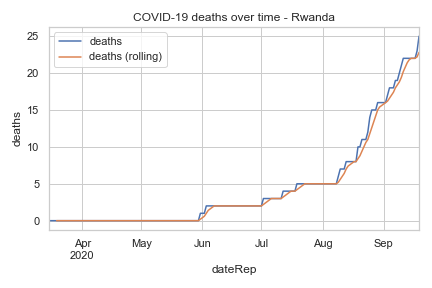 COVID-19 deaths over time - Rwanda
deaths
deaths (rolling)
25
20
15
10
5
0
deaths
Apr
2020
May
Jun
Jul
Aug
Sep
dateRep